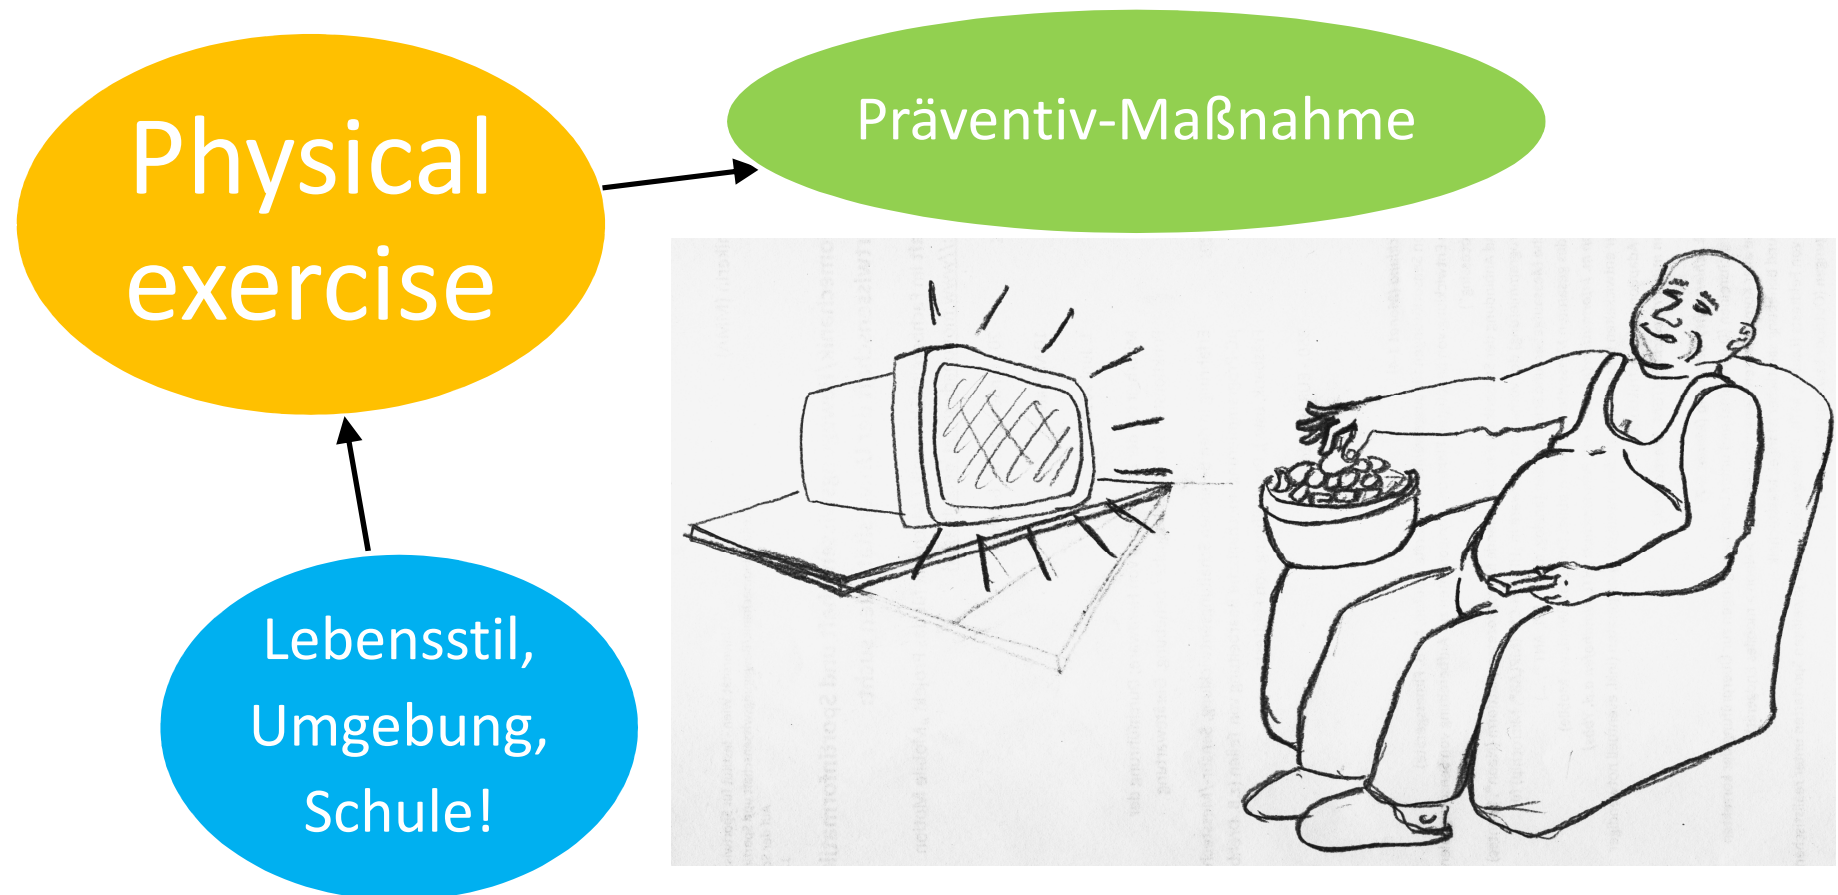 Physical
exercise
Präventiv-Maßnahme
Lebensstil,
Umgebung,
Schule!